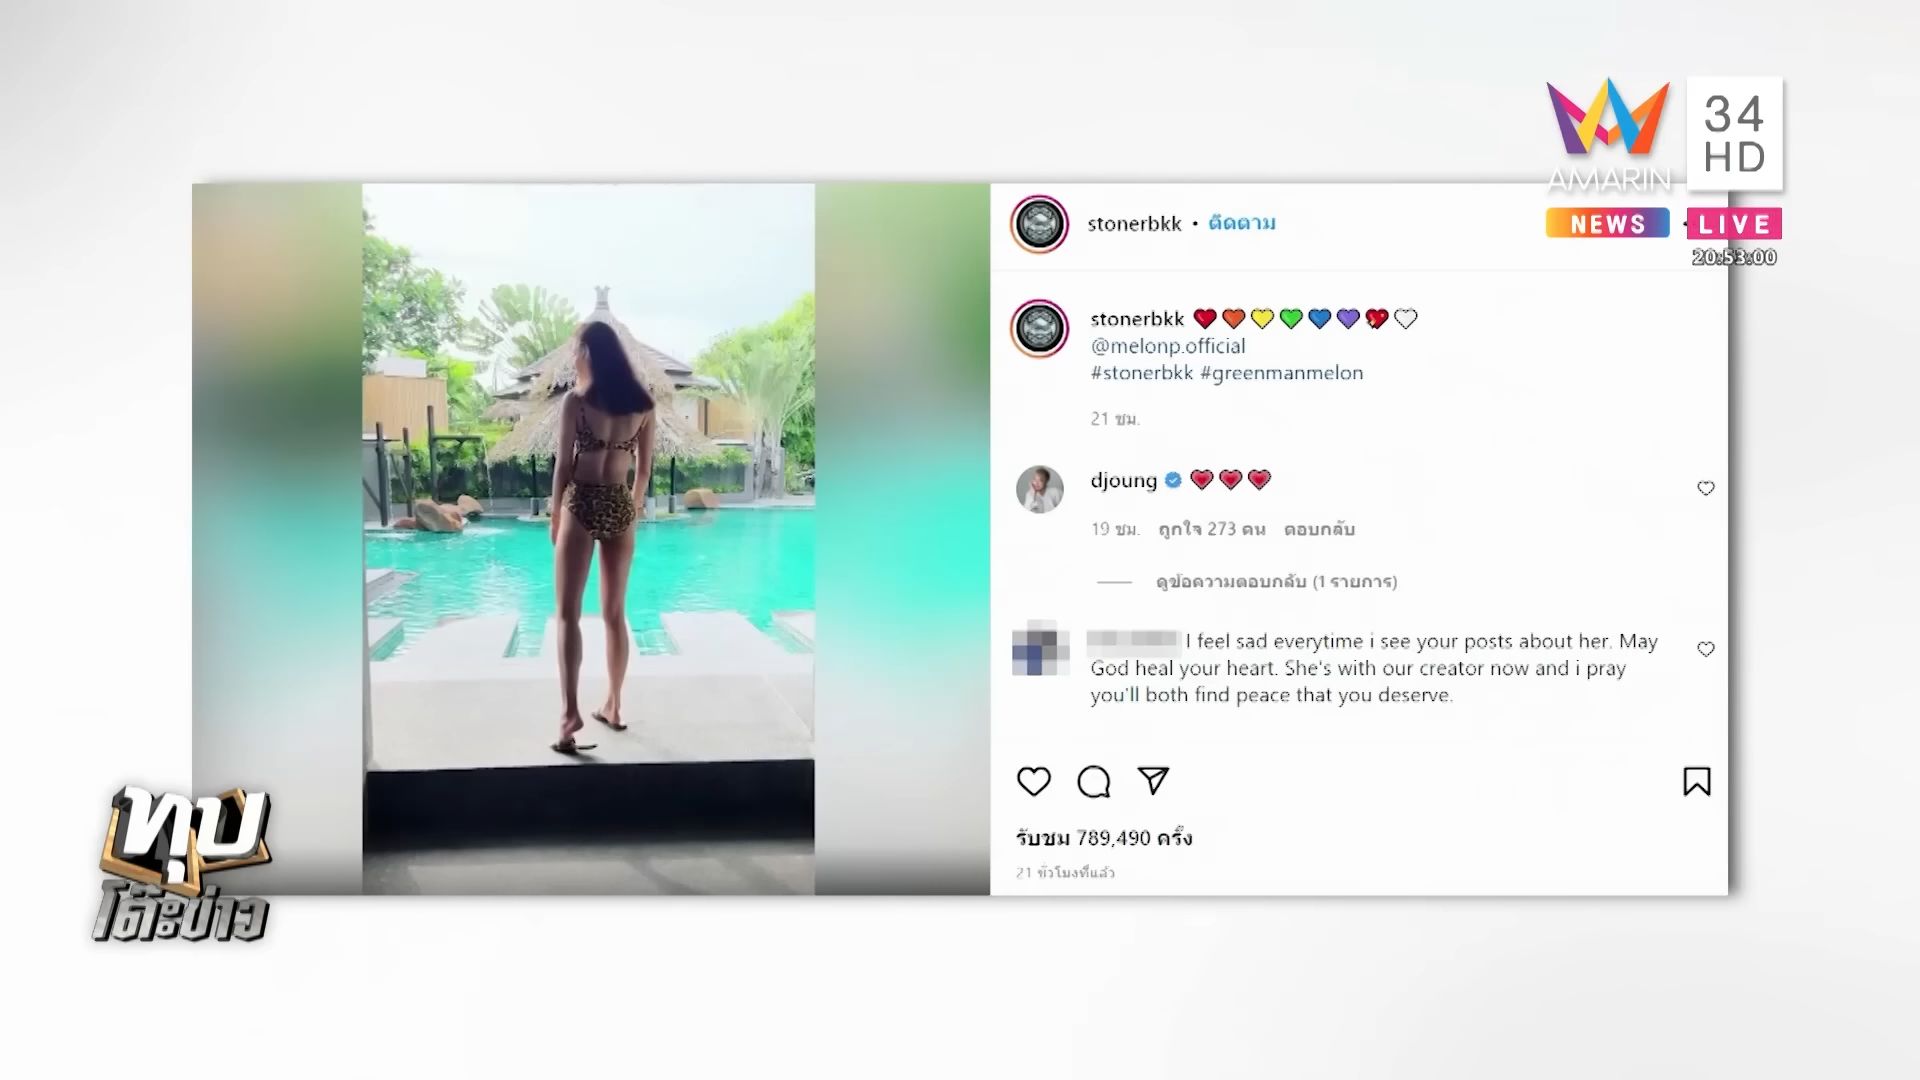 AMARIN
34
HD
NEWS
LIVE
20:53:00
stonerbkk • ติดตาม
stonerbkk ❤️🧡💛💚💙💜💖🤍
@melonp.official
#stonerbkk #greenmanmelon
21 ชม.
djoung 💗💗💗
19 ชม. ถูกใจ 273 คน ตอบกลับ
ดูข้อความตอบกลับ (1 รายการ)
I feel sad everytime i see your posts about her. May
God heal your heart. She's with our creator now and i pray
you'll both find peace that you deserve.
รับชม 789,490 ครั้ง
21 ชั่วโมงที่แล้ว
ทุบ
โต๊ะข่าว